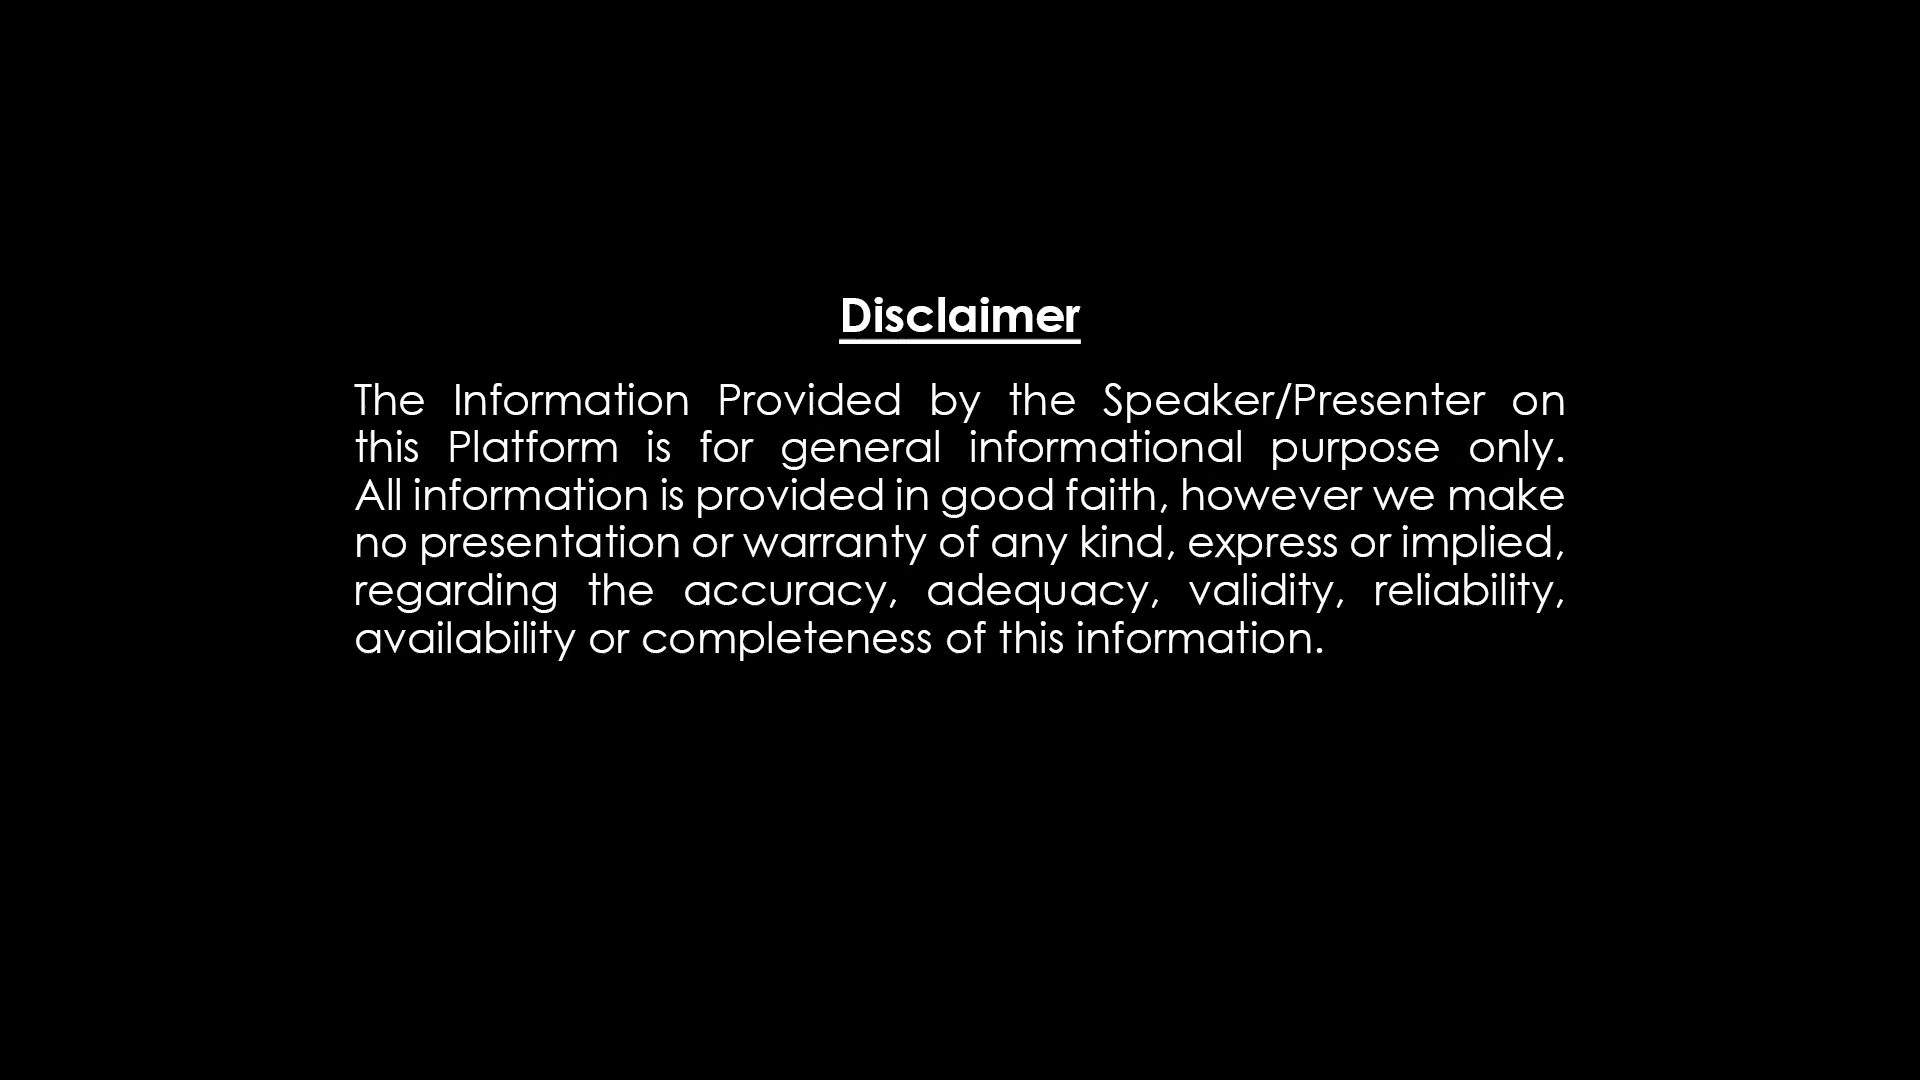 Disclaimer
The Information Provided by the Speaker/Presenter on
this Platform is for general informational purpose only.
All information is provided in good faith, however we make
no presentation or warranty of any kind, express or implied,
regarding the accuracy, adequacy, validity, reliability,
availability or completeness of this information.